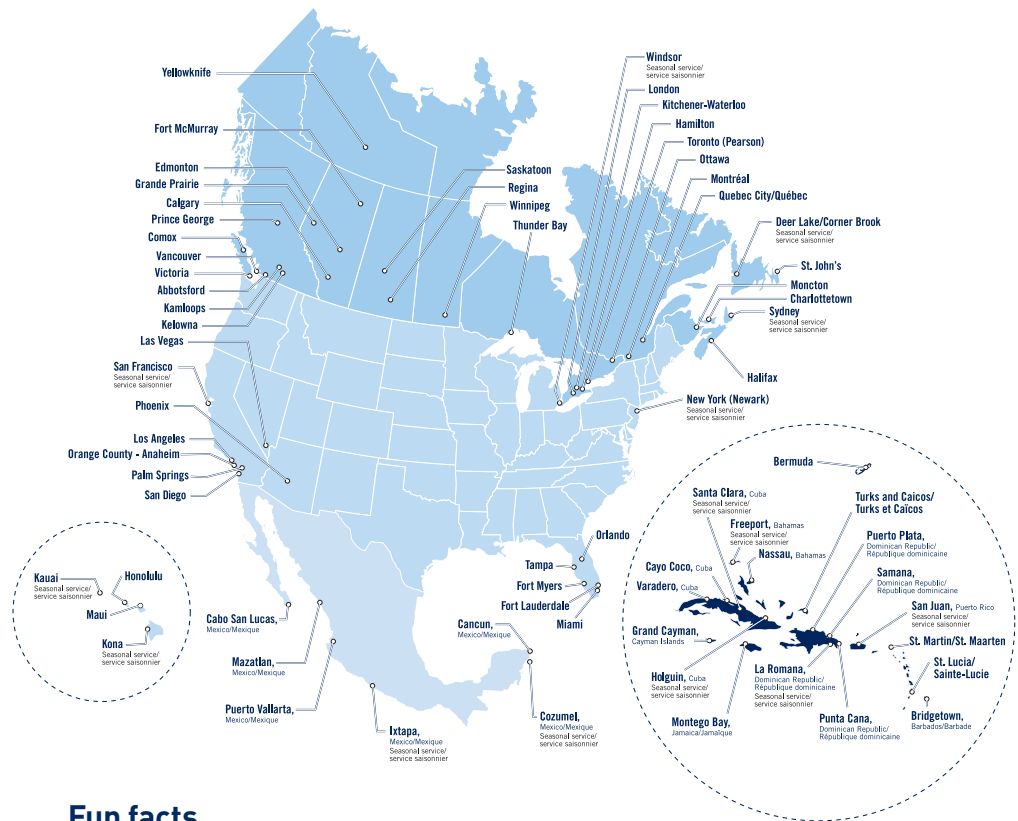 Yellowknife
Fort McMurray
Edmonton
Grande Prairie
Calgary
Prince George
Comox
Vancouver
Victoria
Abbotsford
Kamloops
Kelowna
Las Vegas
San Francisco
Seasonal service/
service saisonnier
Phoenix
Los Angeles
Orange County - Anaheim
Palm Springs
San Diego
Saskatoon
Regina
Winnipeg
Thunder Bay
Windsor
Seasonal service/
service saisonnier
London
Kitchener-Waterloo
Hamilton
Toronto (Pearson)
Ottawa
Montréal
Quebec City/Québec
Deer Lake/Corner Brook
Seasonal service/
service saisonnier
St. John's
Moncton
Charlottetown
Sydney
Seasonal service/
service saisonnier
Halifax
New York (Newark)
Seasonal service/
service saisonnier
Orlando
Tampa
Fort Myers
Fort Lauderdale
Miami
Kauai
Seasonal service/
service saisonnier
Honolulu
Maui
Kona
Seasonal service/
service saisonnier
Cabo San Lucas,
Mexico/Mexique
Mazatlan,
Mexico/Mexique
Puerto Vallarta,
Mexico/Mexique
Ixtapa,
Mexico/Mexique
Seasonal service/
service saisonnier
Cancun,
Mexico/Mexique
Cozumel,
Mexico/Mexique
Seasonal service/
service saisonnier
Bermuda
Santa Clara, Cuba
Seasonal service/
service saisonnier
Freeport, Bahamas
Seasonal service/
service saisonnier
Nassau, Bahamas
Cayo Coco, Cuba
Varadero, Cuba
Grand Cayman,
Cayman Islands
Holguin, Cuba
Seasonal service/
service saisonnier
Montego Bay,
Jamaica/Jamaïque
Turks and Caicos/
Turks et Caïcos
Puerto Plata,
Dominican Republic/
République dominicaine
Samana,
Dominican Republic/
République dominicaine
San Juan, Puerto Rico
Seasonal service/
service saisonnier
St. Martin/St. Maarten
St. Lucia/
Sainte-Lucie
La Romana,
Dominican Republic/
République dominicaine
Seasonal service/
service saisonnier
Punta Cana,
Dominican Republic/
République dominicaine
Bridgetown,
Barbados/Barbade
Fun facts